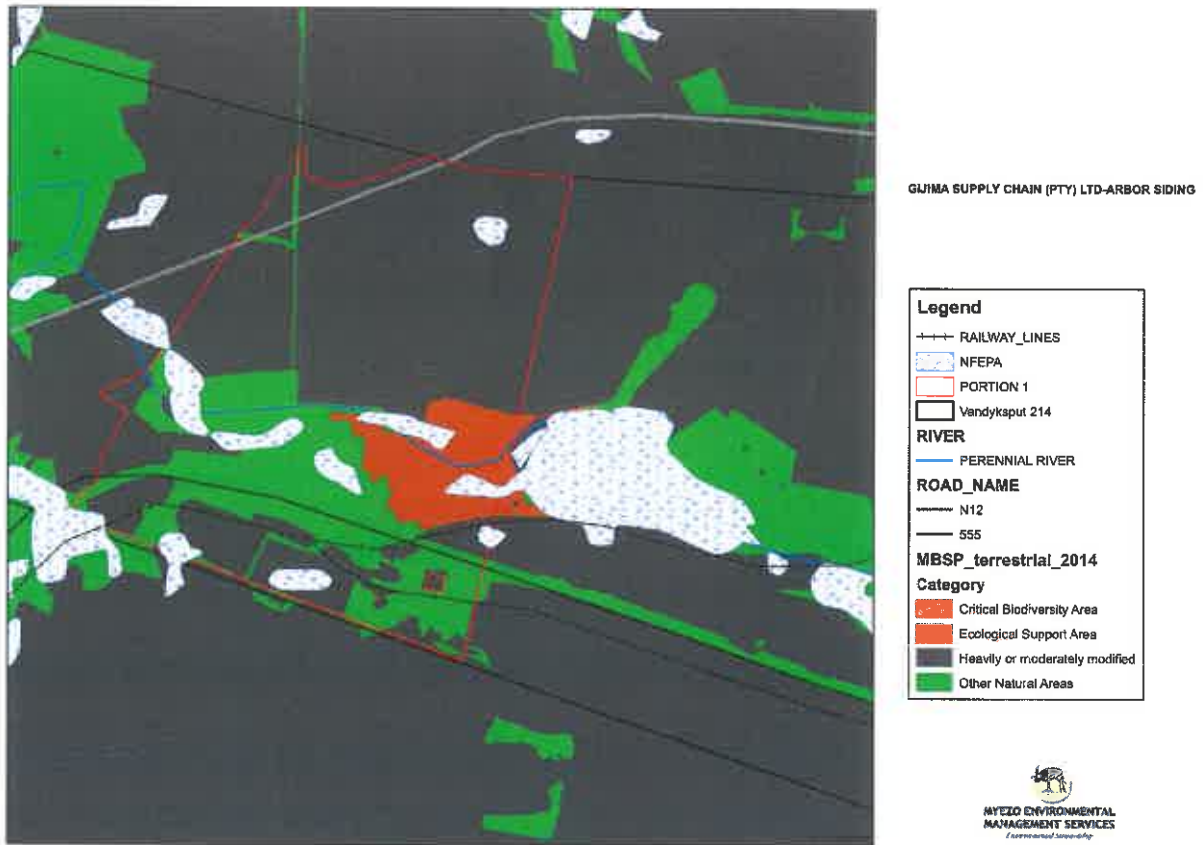 GIJIMA SUPPLY CHAIN (PTY) LTD-ARBOR SIDING
Legend
RAILWAY_LINES
NFEPA
PORTION 1
Vandyksput 214
RIVER
PERENNIAL RIVER
ROAD_NAME
N12
555
MBSP_terrestrial_2014
Category
Critical Biodiversity Area
Ecological Support Area
Heavily or moderately modified
Other Natural Areas
MYEZO ENVIRONMENTAL
MANAGEMENT SERVICES